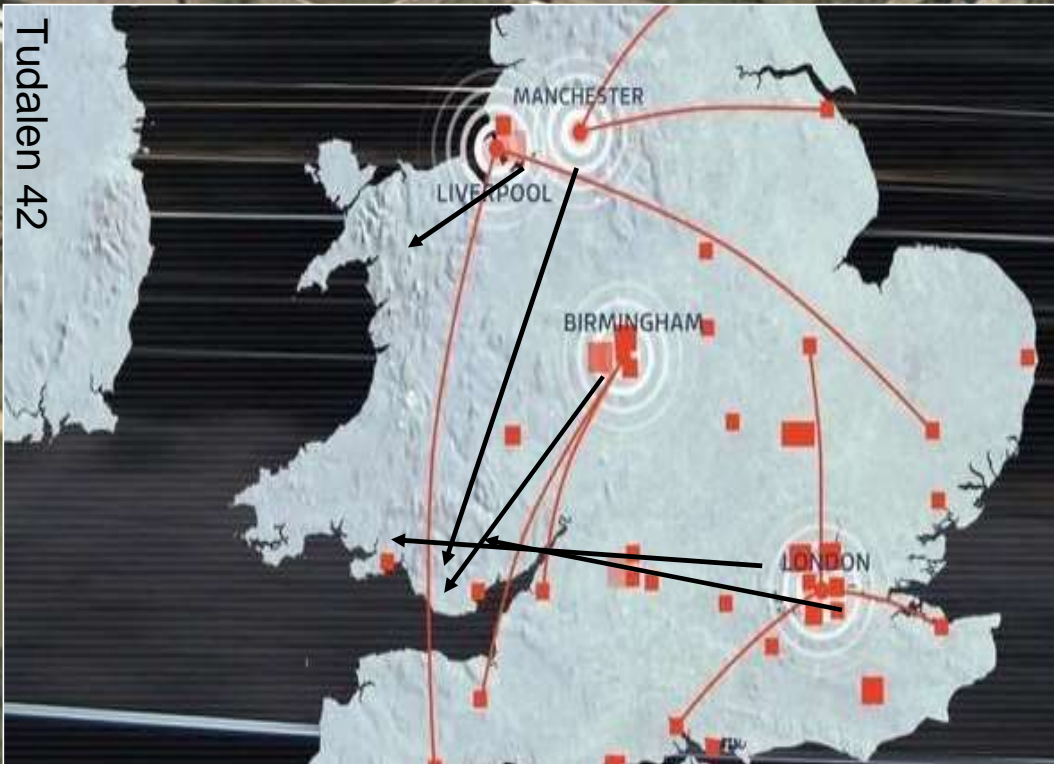 Tudalen 42
MANCHESTER
LIVERPOOL
BIRMINGHAM
LONDON